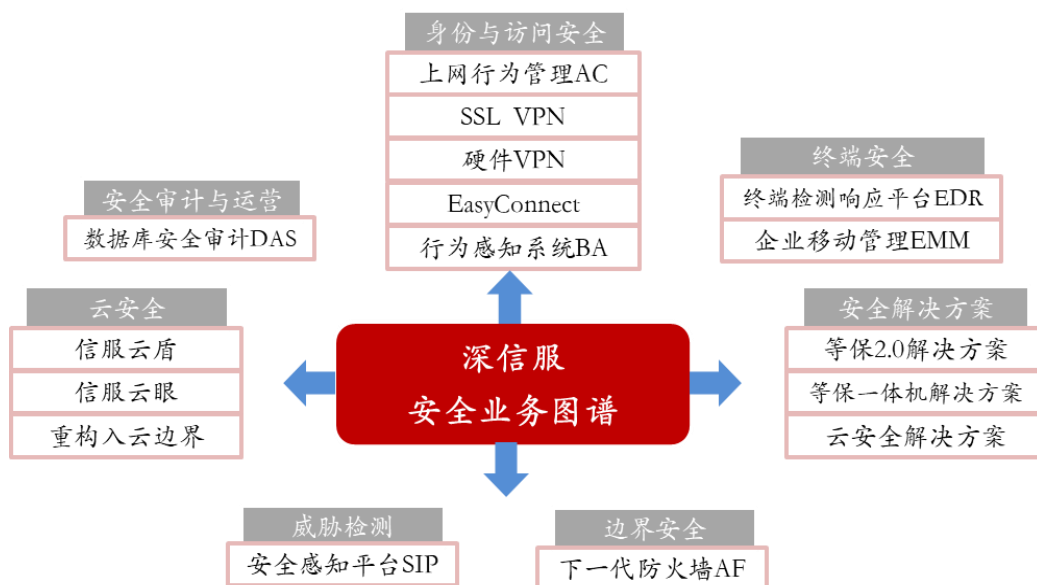 身份与访问安全
上网行为管理AC
SSL VPN
硬件VPN
EasyConnect
行为感知系统BA
终端安全
终端检测响应平台EDR
企业移动管理EMM
安全审计与运营
数据库安全审计DAS
云安全
信服云盾
信服云眼
重构入云边界
深信服
安全业务图谱
安全解决方案
等保2.0解决方案
等保一体机解决方案
云安全解决方案
威胁检测
安全感知平台SIP
边界安全
下一代防火墙AF